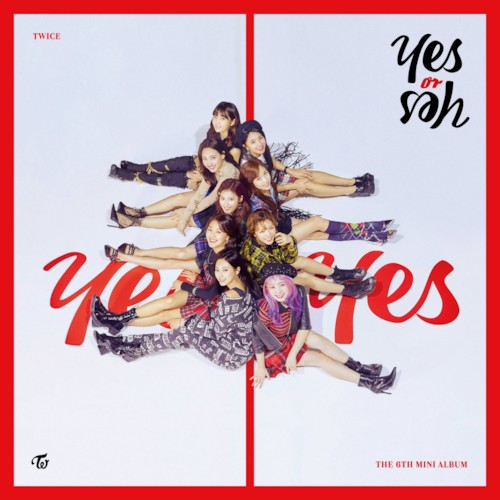 TWICE
Yes
or
Yes
Yes Yes
THE 6TH MINI ALBUM